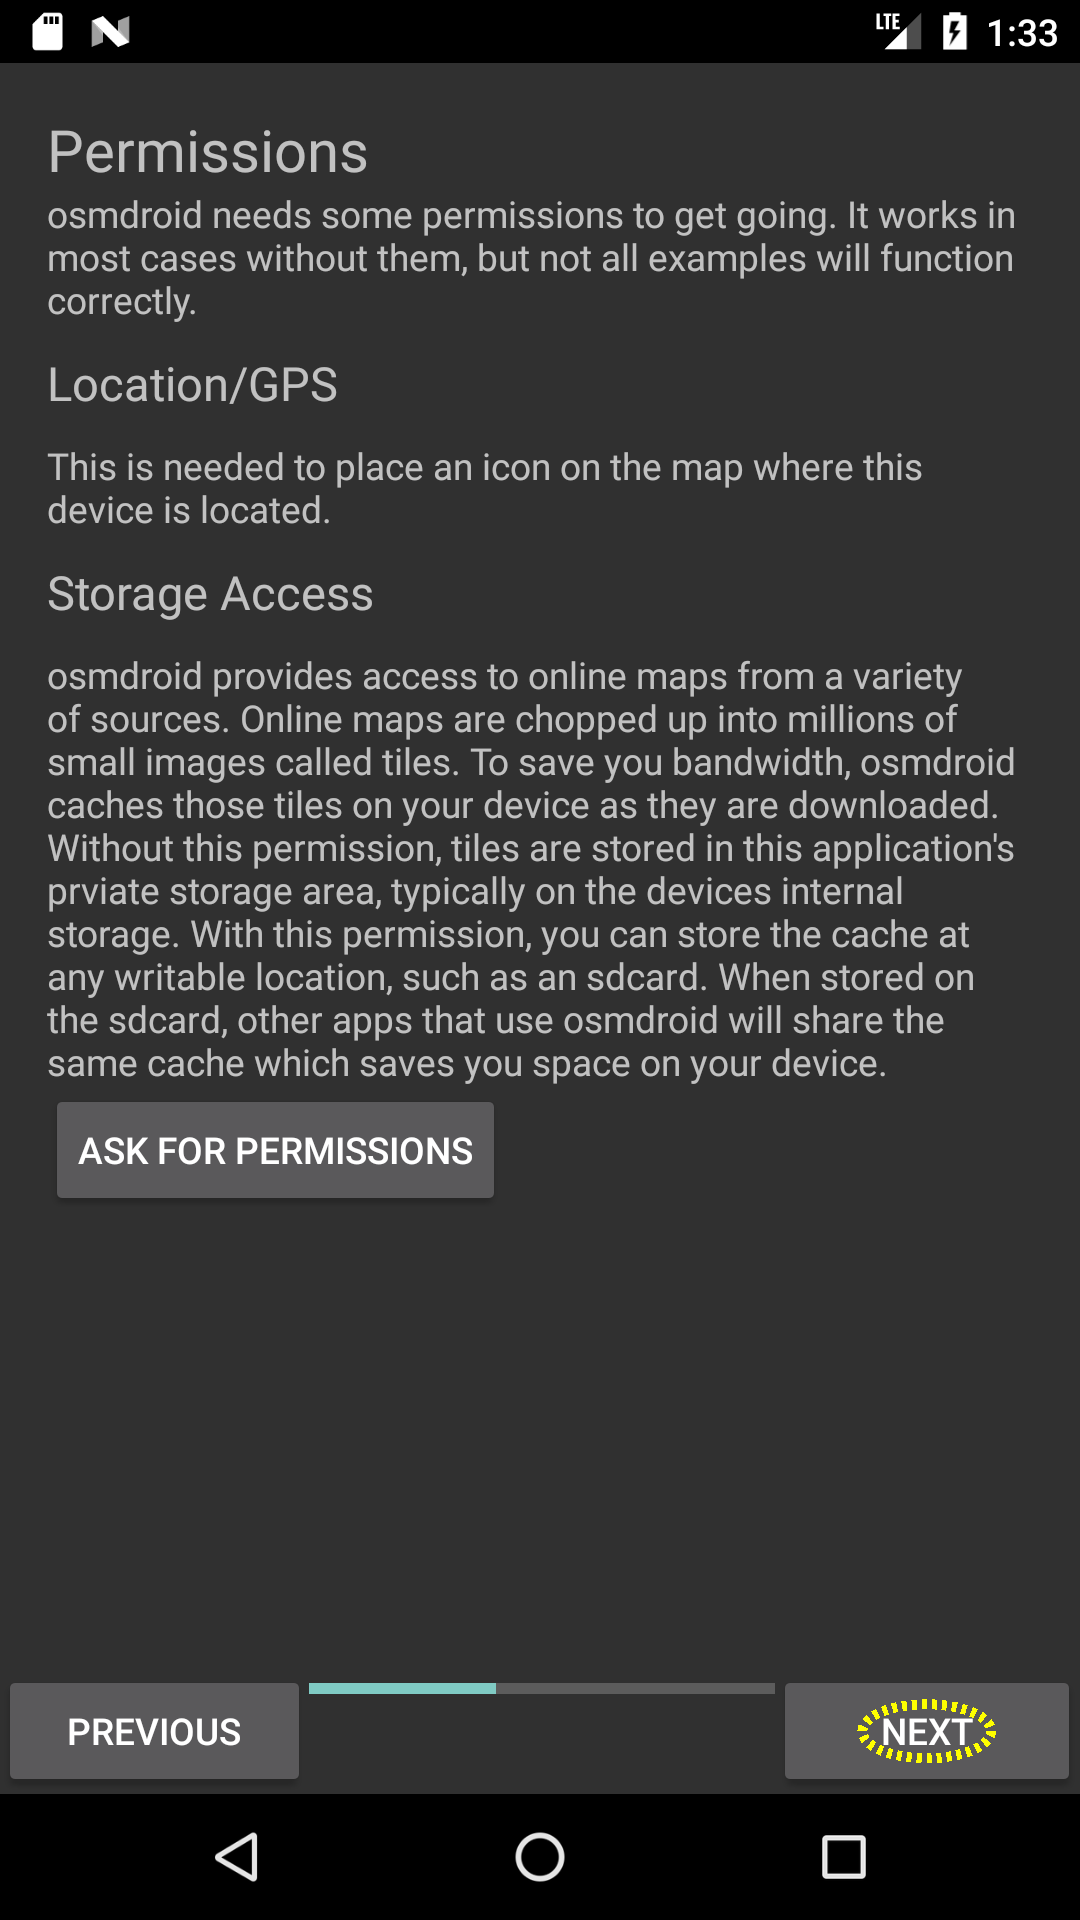 LTE 1:33
Permissions
osmdroid needs some permissions to get going. It works in
most cases without them, but not all examples will function
correctly.
Location/GPS
This is needed to place an icon on the map where this
device is located.
Storage Access
osmdroid provides access to online maps from a variety
of sources. Online maps are chopped up into millions of
small images called tiles. To save you bandwidth, osmdroid
caches those tiles on your device as they are downloaded.
Without this permission, tiles are stored in this application's
prviate storage area, typically on the devices internal
storage. With this permission, you can store the cache at
any writable location, such as an sdcard. When stored on
the sdcard, other apps that use osmdroid will share the
same cache which saves you space on your device.
ASK FOR PERMISSIONS
PREVIOUS NEXT